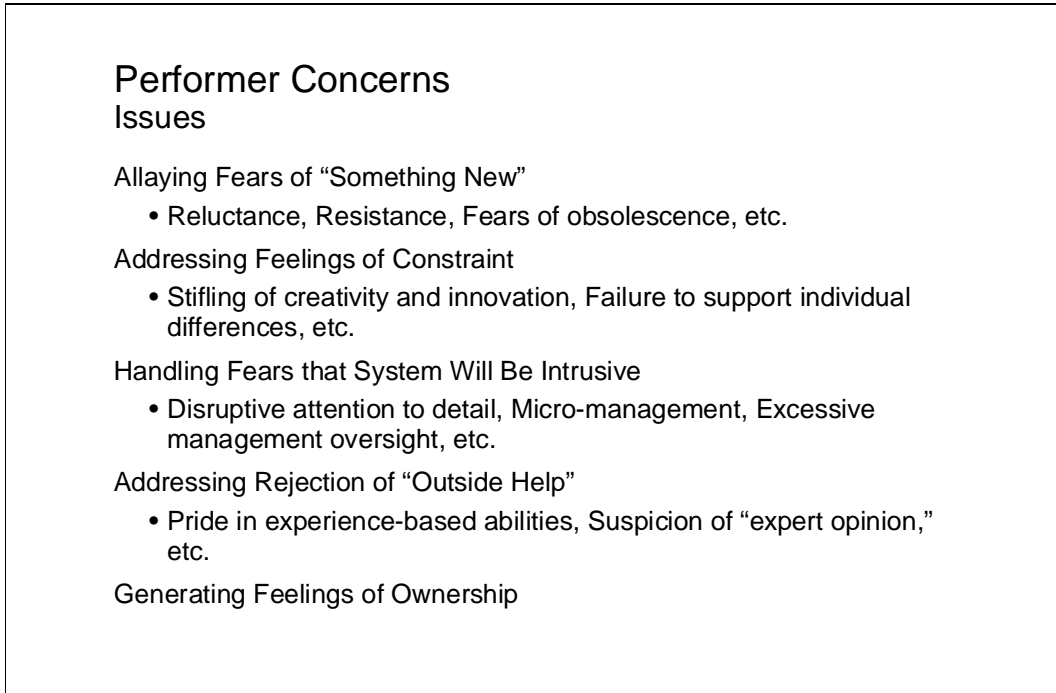 Performer Concerns
Issues
Allaying Fears of “Something New”
• Reluctance, Resistance, Fears of obsolescence, etc.
Addressing Feelings of Constraint
• Stifling of creativity and innovation, Failure to support individual
differences, etc.
Handling Fears that System Will Be Intrusive
• Disruptive attention to detail, Micro-management, Excessive
management oversight, etc.
Addressing Rejection of “Outside Help”
• Pride in experience-based abilities, Suspicion of “expert opinion,”
etc.
Generating Feelings of Ownership